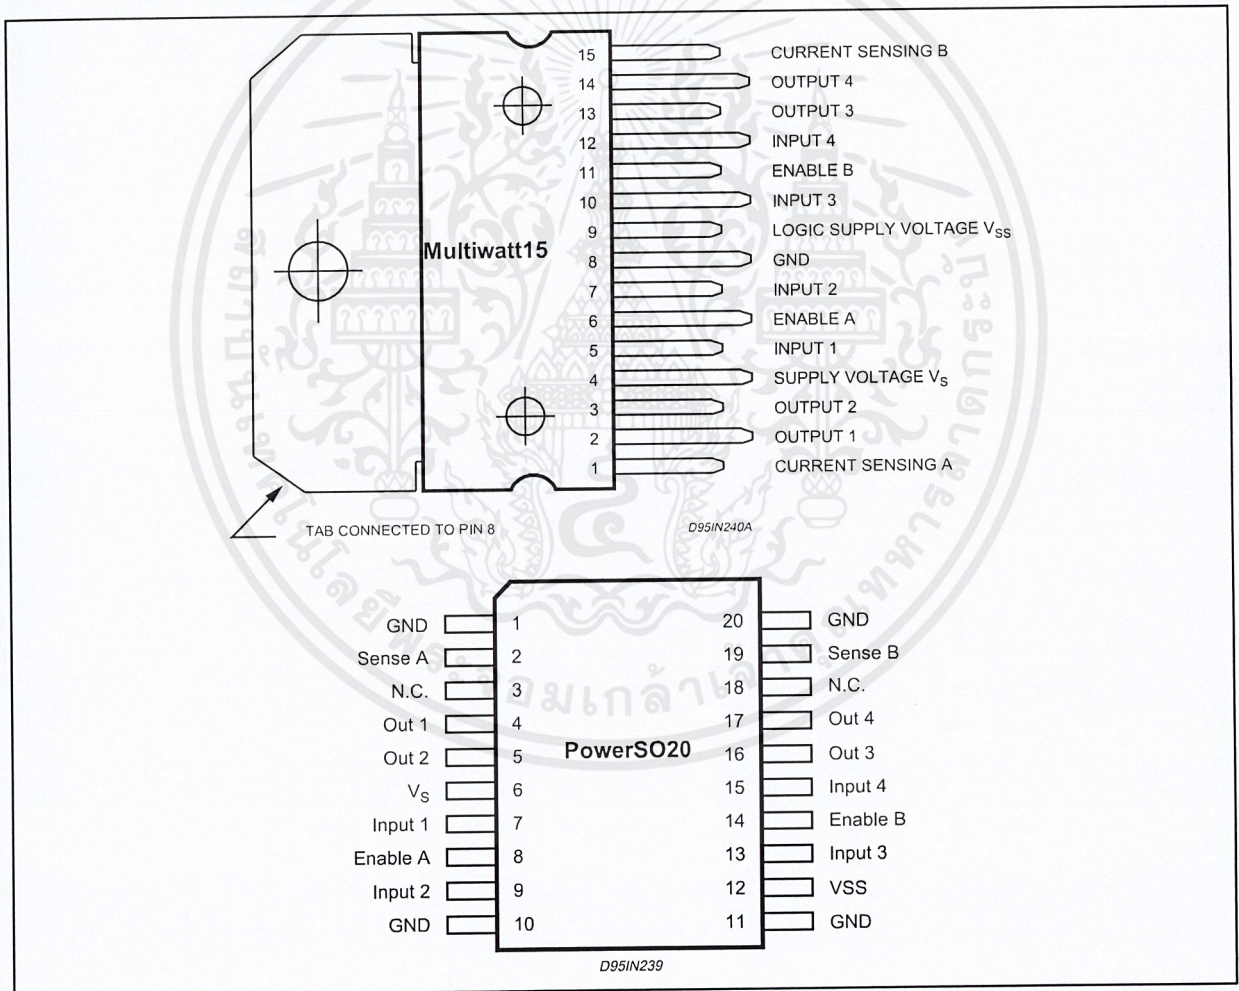 15 CURRENT SENSING B
14 OUTPUT 4
13 OUTPUT 3
12 INPUT 4
11 ENABLE B
10 INPUT 3
9 LOGIC SUPPLY VOLTAGE VSS
Multiwatt15
8 GND
7 INPUT 2
6 ENABLE A
5 INPUT 1
4 SUPPLY VOLTAGE VS
3 OUTPUT 2
2 OUTPUT 1
1 CURRENT SENSING A
TAB CONNECTED TO PIN 8
D95IN240A
GND 1 20 GND
Sense A 2 19 Sense B
N.C. 3 18 N.C.
Out 1 4 17 Out 4
Out 2 5 PowerSO20 16 Out 3
VS 6 15 Input 4
Input 1 7 14 Enable B
Enable A 8 13 Input 3
Input 2 9 12 VSS
GND 10 11 GND
D95IN239